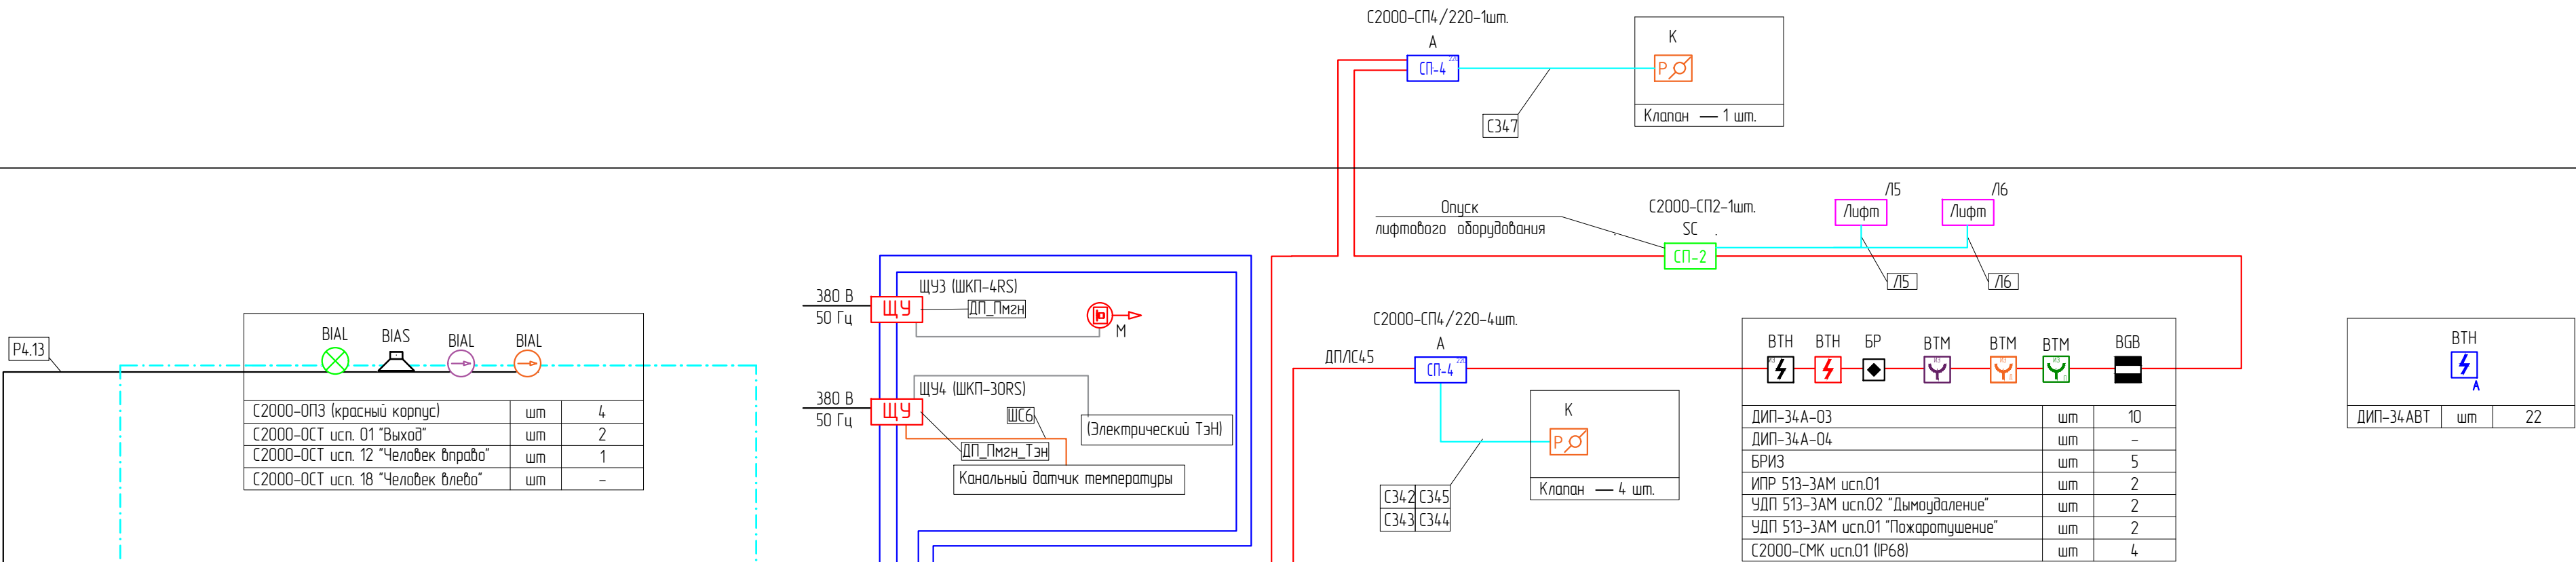 С2000-СП4/220-1шт.
А
СП-4 220
К
Р
Клапан — 1 шт.
С347
Опуск
лифтового оборудования
С2000-СП2-1шт.
SC
СП-2
Л5
Лифт
Л6
Лифт
Л5
Л6
Р4.13
BIAL
BIAS
BIAL
BIAL
С2000-ОПЗ (красный корпус) шт 4
С2000-ОСТ исп. 01 "Выход" шт 2
С2000-ОСТ исп. 12 "Человек вправо" шт 1
С2000-ОСТ исп. 18 "Человек влево" шт -
380 В
50 Гц
ЩУ
ЩУ3 (ШКП-4RS)
ДП_Пмгн
М
380 В
50 Гц
ЩУ
ЩУ4 (ШКП-30RS)
ШС6
(Электрический ТэН)
ДП_Пмгн_Тэн
Канальный датчик температуры
С2000-СП4/220-4шт.
А
ДПЛС45
СП-4 220
К
Р
Клапан — 4 шт.
С342 С345
С343 С344
ВТН ВТН БР ВТМ ВТМ ВТМ BGB
ДИП-34А-03 шт 10
ДИП-34А-04 шт -
БРИЗ шт 5
ИПР 513-3АМ исп.01 шт 2
УДП 513-3АМ исп.02 "Дымоудаление" шт 2
УДП 513-3АМ исп.01 "Пожаротушение" шт 2
С2000-СМК исп.01 (IP68) шт 4
ВТН
А
ДИП-34АВТ шт 22